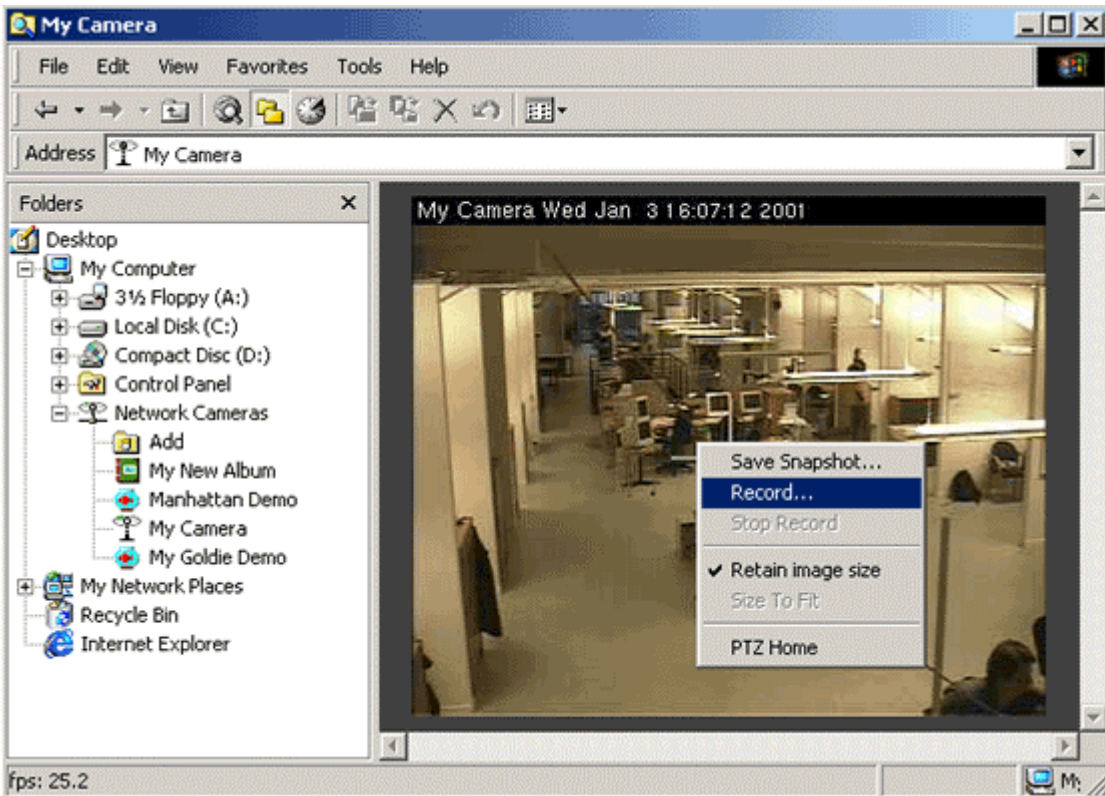 My Camera
File Edit View Favorites Tools Help
Address My Camera
Folders
Desktop
My Computer
3½ Floppy (A:)
Local Disk (C:)
Compact Disc (D:)
Control Panel
Network Cameras
Add
My New Album
Manhattan Demo
My Camera
My Goldie Demo
My Network Places
Recycle Bin
Internet Explorer
My Camera Wed Jan 3 16:07:12 2001
Save Snapshot...
Record...
Stop Record
Retain image size
Size To Fit
PTZ Home
fps: 25.2